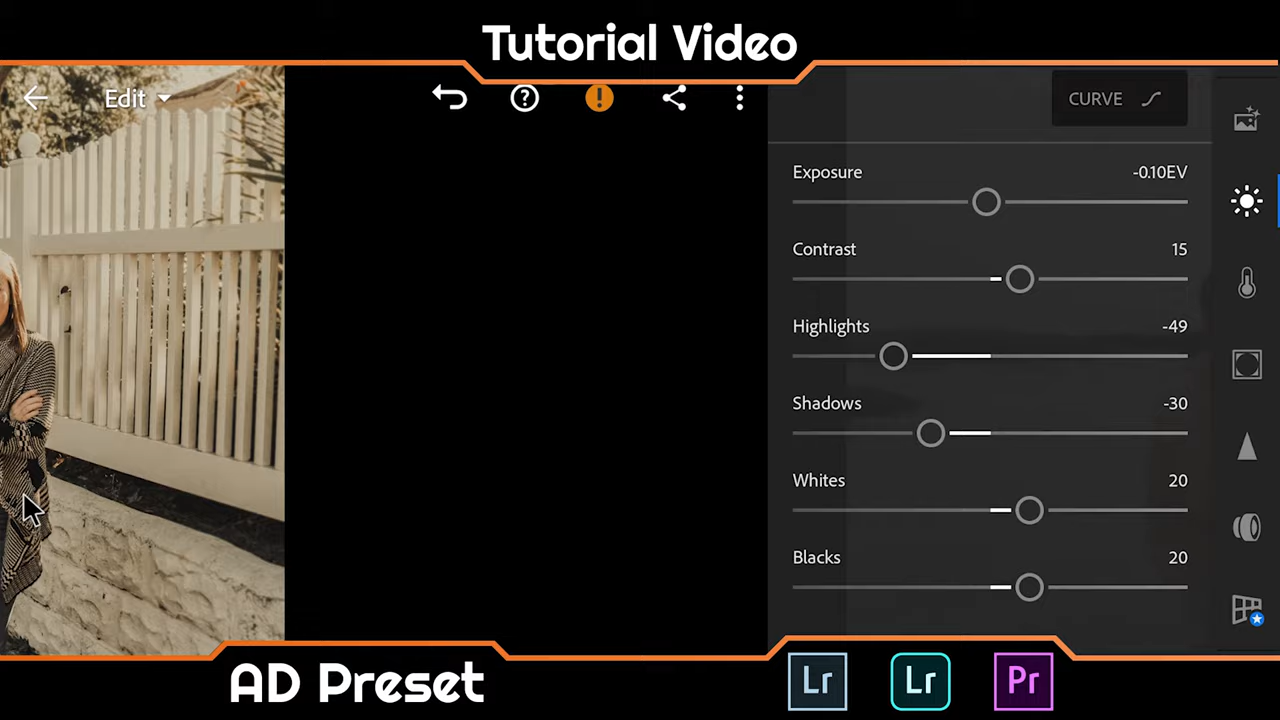 Tutorial Video
Edit
CURVE
Exposure -0.10EV
Contrast 15
Highlights -49
Shadows -30
Whites 20
Blacks 20
AD Preset
Lr Lr Pr